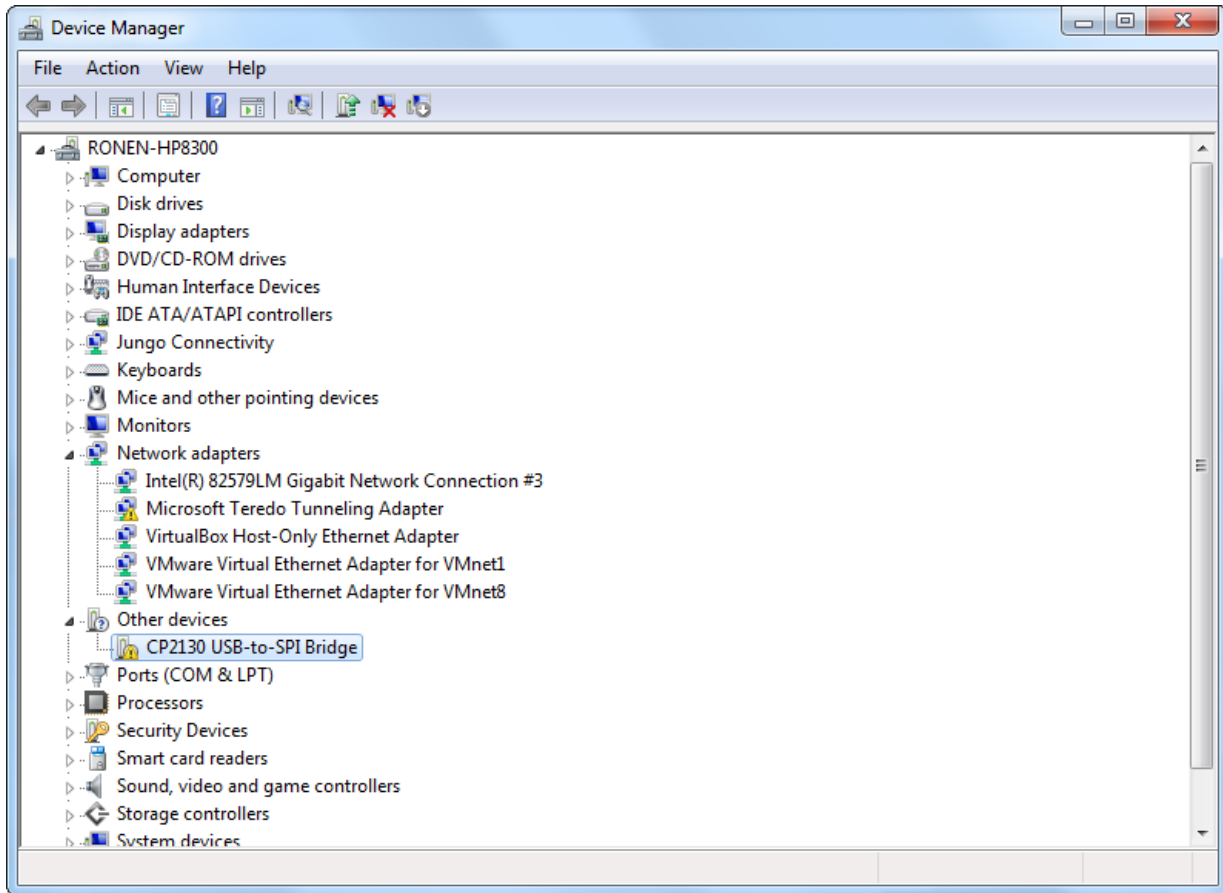 Device Manager
File Action View Help
RONEN-HP8300
Computer
Disk drives
Display adapters
DVD/CD-ROM drives
Human Interface Devices
IDE ATA/ATAPI controllers
Jungo Connectivity
Keyboards
Mice and other pointing devices
Monitors
Network adapters
Intel(R) 82579LM Gigabit Network Connection #3
Microsoft Teredo Tunneling Adapter
VirtualBox Host-Only Ethernet Adapter
VMware Virtual Ethernet Adapter for VMnet1
VMware Virtual Ethernet Adapter for VMnet8
Other devices
CP2130 USB-to-SPI Bridge
Ports (COM & LPT)
Processors
Security Devices
Smart card readers
Sound, video and game controllers
Storage controllers
System devices